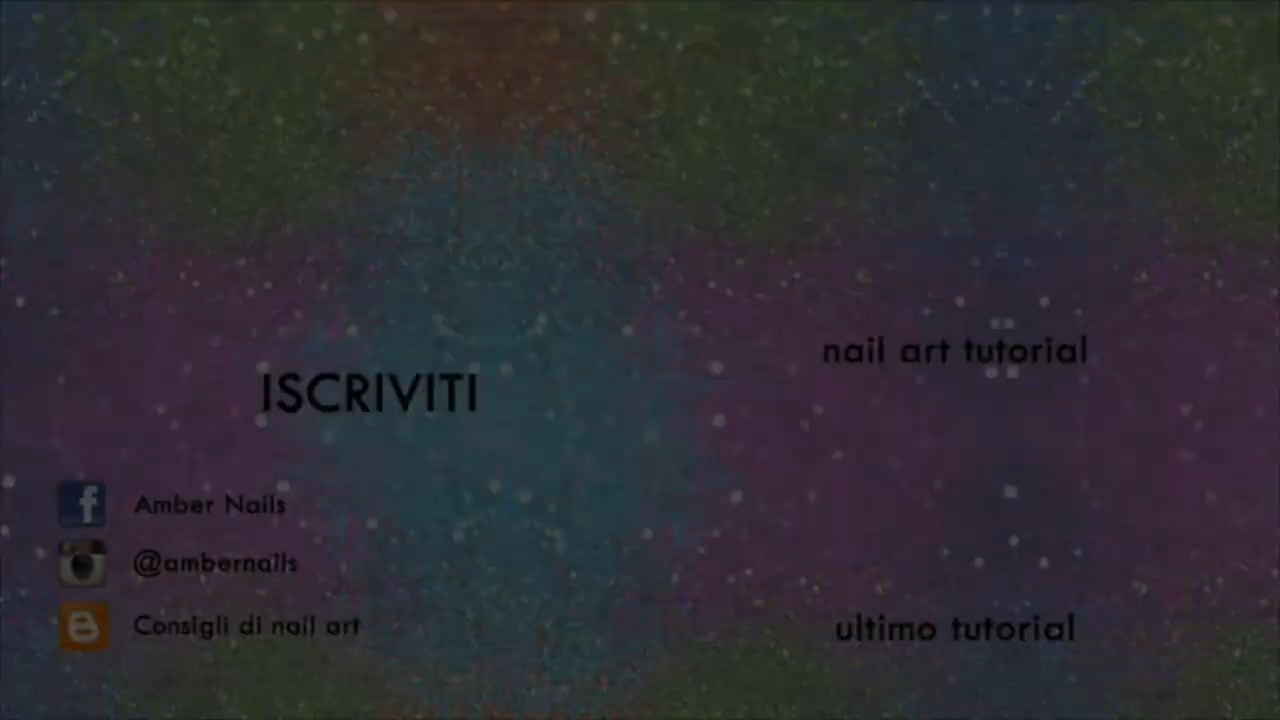 nail art tutorial
ISCRIVITI
Amber Nails
@ambernails
Consigli di nail art
ultimo tutorial